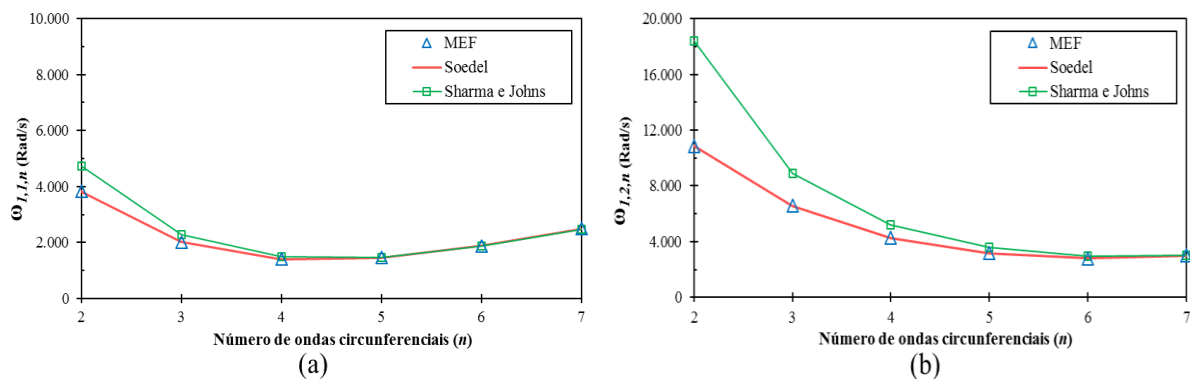 10.000
8.000
6.000
4.000
2.000
0
2
3
4
5
6
7
ω1,1,n (Rad/s)
Número de ondas circunferenciais (n)
MEF
Soedel
Sharma e Johns
(a)
20.000
16.000
12.000
8.000
4.000
0
2
3
4
5
6
7
ω1,2,n (Rad/s)
Número de ondas circunferenciais (n)
MEF
Soedel
Sharma e Johns
(b)